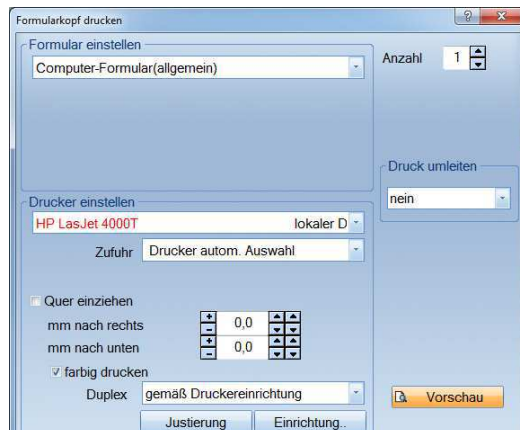 Formularkopf drucken
Formular einstellen
Computer-Formular(allgemein)
Anzahl 1
Druck umleiten
nein
Drucker einstellen
HP LasJet 4000T lokaler D
Zufuhr Drucker autom. Auswahl
Quer einziehen
mm nach rechts + - 0,0
mm nach unten + - 0,0
farbig drucken
Duplex gemäß Druckereinrichtung
Vorschau
Justierung Einrichtung..